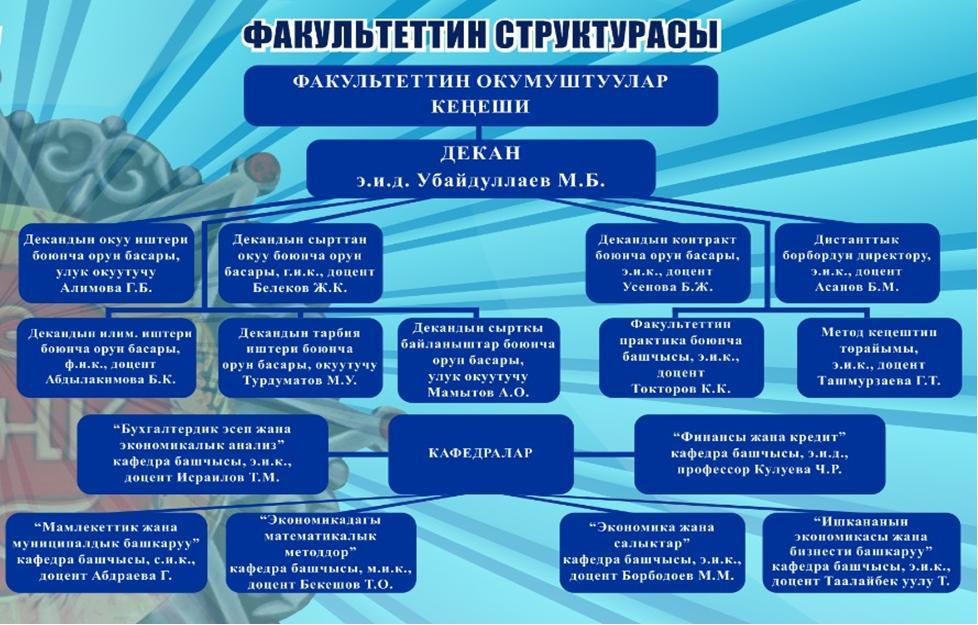 ФАКУЛЬТЕТТИН СТРУКТУРАСЫ
ФАКУЛЬТЕТТИН ОКУМУШТУУЛАР
КЕҢЕШИ
ДЕКАН
э.и.д. Убайдуллаев М.Б.
Декандын окуу иштери
боюнча орун басары,
улук окуутучу
Алимова Г.Б.
Декандын сырттан
окуу боюнча орун
басары, г.и.к., доцент
Белеков Ж.К.
Декандын контракт
боюнча орун басары,
э.и.к., доцент
Усенова Б.Ж.
Дистанттык
борбордун директору,
э.и.к., доцент
Асанов Б.М.
Декандын илим. иштери
боюнча орун басары,
ф.и.к., доцент
Абдылакимова Б.К.
Декандын тарбия
иштери боюнча
орун басары, окуутучу
Турдуматов М.У.
Декандын сырткы
байланыштар боюнча
орун басары,
улук окуутучу
Мамытов А.О.
Факультеттин
практика боюнча
башчысы, э.и.к.,
доцент
Токторов К.К.
Метод кеңештин
төрайымы,
э.и.к., доцент
Ташмурзаева Г.Т.
“Бухгалтердик эсеп жана
экономикалык анализ”
кафедра башчысы, э.и.к.,
доцент Исраилов Т.М.
КАФЕДРАЛАР
“Финансы жана кредит”
кафедра башчысы, э.и.д.,
профессор Кулуева Ч.Р.
“Мамлекеттик жана
муниципалдык башкаруу”
кафедра башчысы, с.и.к.,
доцент Абдраева Г.
“Экономикадагы
математикалык
методдор”
кафедра башчысы, м.и.к.,
доцент Бекешов Т.О.
“Экономика жана
салыктар”
кафедра башчысы, э.и.к.,
доцент Борбодоев М.М.
“Ишкананын
экономикасы жана
бизнести башкаруу”
кафедра башчысы, э.и.к.,
доцент Таалайбек уулу Т.